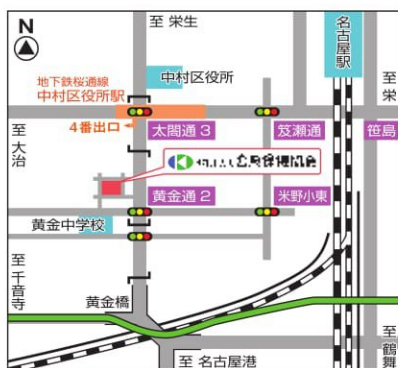 N
至 栄生
名古屋駅
中村区役所
地下鉄桜通線
中村区役所駅
至 栄
4番出口
太閤通3
笈瀬通
笹島
至 大治
黄金通2
米野小東
黄金中学校
至 千音寺
黄金橋
至 名古屋港
至 鶴舞